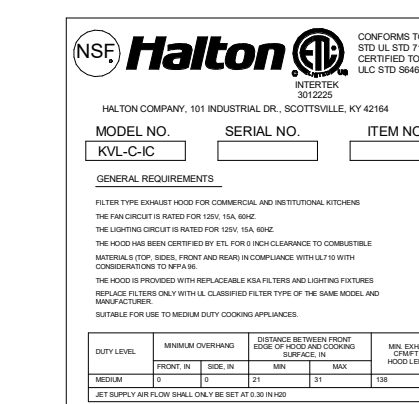 NSF Halton ETL CONFORMS TO
STD UL STD 71
CERTIFIED TO
ULC STD S646
INTERTEK
3012225
HALTON COMPANY, 101 INDUSTRIAL DR., SCOTTSVILLE, KY 42164
MODEL NO. SERIAL NO. ITEM NO
KVL-C-IC
GENERAL REQUIREMENTS
FILTER TYPE EXHAUST HOOD FOR COMMERCIAL AND INSTITUTIONAL KITCHENS
THE FAN CIRCUIT IS RATED FOR 125V, 15A, 60HZ.
THE LIGHTING CIRCUIT IS RATED FOR 125V, 15A, 60HZ.
THE HOOD HAS BEEN CERTIFIED BY ETL FOR 0 INCH CLEARANCE TO COMBUSTIBLE
MATERIALS (TOP, SIDES, FRONT AND REAR) IN COMPLIANCE WITH UL710 WITH
CONSIDERATIONS TO NFPA 96.
THE HOOD IS PROVIDED WITH REPLACEABLE KSA FILTERS AND LIGHTING FIXTURES
REPLACE FILTERS ONLY WITH UL CLASSIFIED FILTER TYPE OF THE SAME MODEL AND
MANUFACTURER.
SUITABLE FOR USE TO MEDIUM DUTY COOKING APPLIANCES.
DUTY LEVEL MINIMUM OVERHANG DISTANCE BETWEEN FRONT
EDGE OF HOOD AND COOKING
SURFACE, IN MIN. EXH
CFM/FT
HOOD LE
FRONT, IN SIDE, IN MIN MAX
MEDIUM 0 0 21 31 138
JET SUPPLY AIR FLOW SHALL ONLY BE SET AT 0.30 IN H20